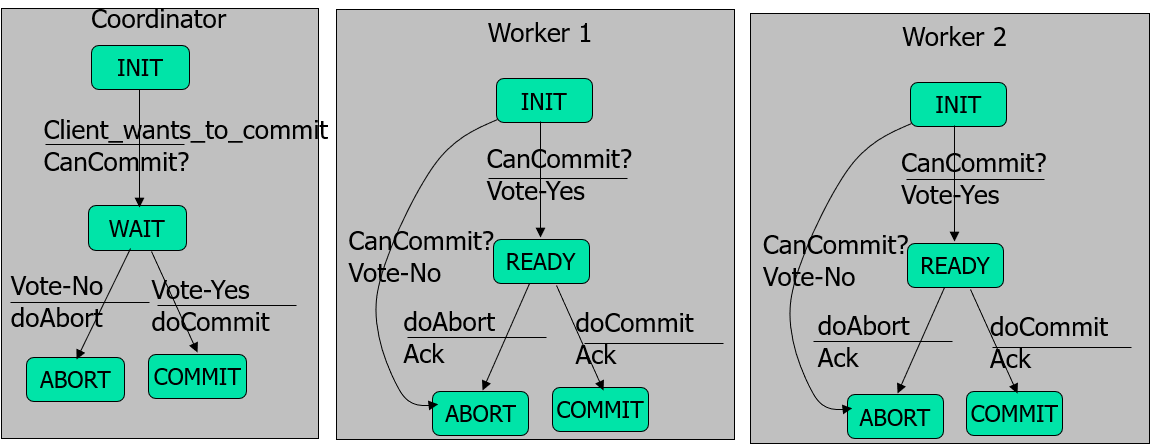 Coordinator
INIT
Client_wants_to_commit
CanCommit?
WAIT
Vote-No
doAbort
Vote-Yes
doCommit
ABORT
COMMIT
Worker 1
INIT
CanCommit?
Vote-Yes
CanCommit?
Vote-No
READY
doAbort
Ack
doCommit
Ack
ABORT
COMMIT
Worker 2
INIT
CanCommit?
Vote-Yes
CanCommit?
Vote-No
READY
doAbort
Ack
doCommit
Ack
ABORT
COMMIT